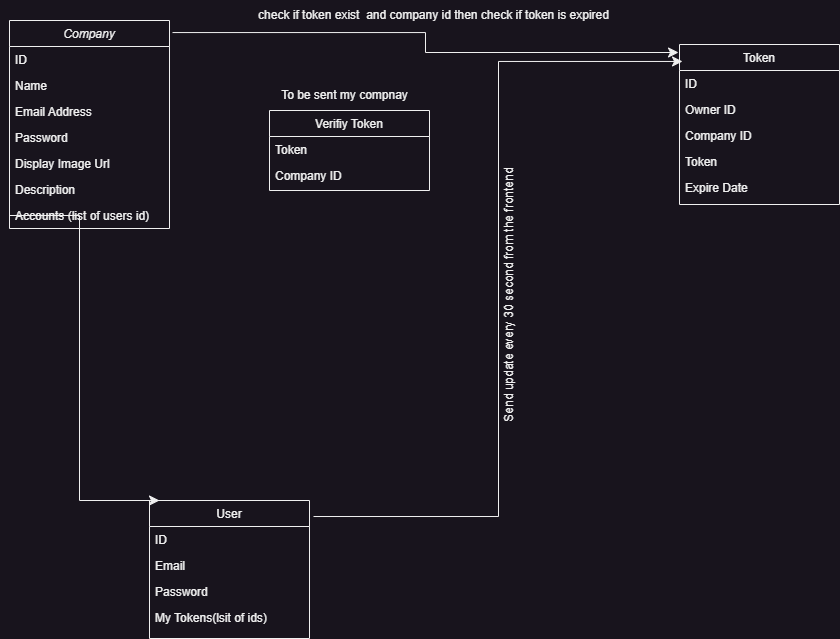 check if token exist  and company id then check if token is expired
Company
ID
Name
Email Address
Password
Display Image Url
Description
Accounts (list of users id)
To be sent my compnay
Verifiy Token
Token
Company ID
Token
ID
Owner ID
Company ID
Token
Expire Date
Send update every 30 second from the frontend
User
ID
Email
Password
My Tokens(lsit of ids)